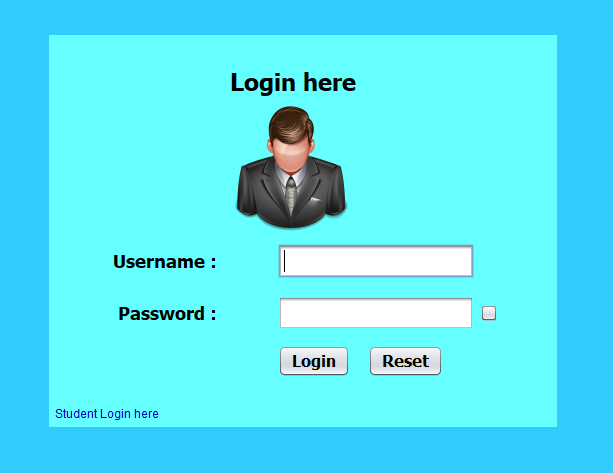 Login here
Username :
Password :
Login Reset
Student Login here